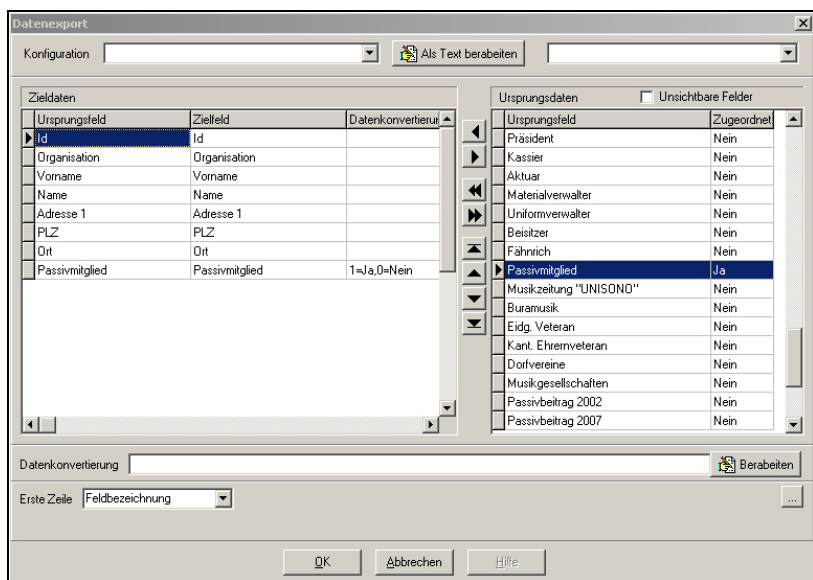 Datenexport
Konfiguration
Als Text berabeiten
Zieldaten
Ursprungsfeld Zielfeld Datenkonvertierur
Id Id
Organisation Organisation
Vorname Vorname
Name Name
Adresse 1 Adresse 1
PLZ PLZ
Ort Ort
Passivmitglied Passivmitglied 1=Ja,0=Nein
Ursprungsdaten Unsichtbare Felder
Ursprungsfeld Zugeordnet
Präsident Nein
Kassier Nein
Aktuar Nein
Materialverwalter Nein
Uniformverwalter Nein
Beisitzer Nein
Fähnrich Nein
Passivmitglied Ja
Musikzeitung "UNISONO" Nein
Buramusik Nein
Eidg. Veteran Nein
Kant. Ehrernveteran Nein
Dorfvereine Nein
Musikgesellschaften Nein
Passivbeitrag 2002 Nein
Passivbeitrag 2007 Nein
Datenkonvertierung
Berabeiten
Erste Zeile Feldbezeichnung
...
OK Abbrechen Hilfe